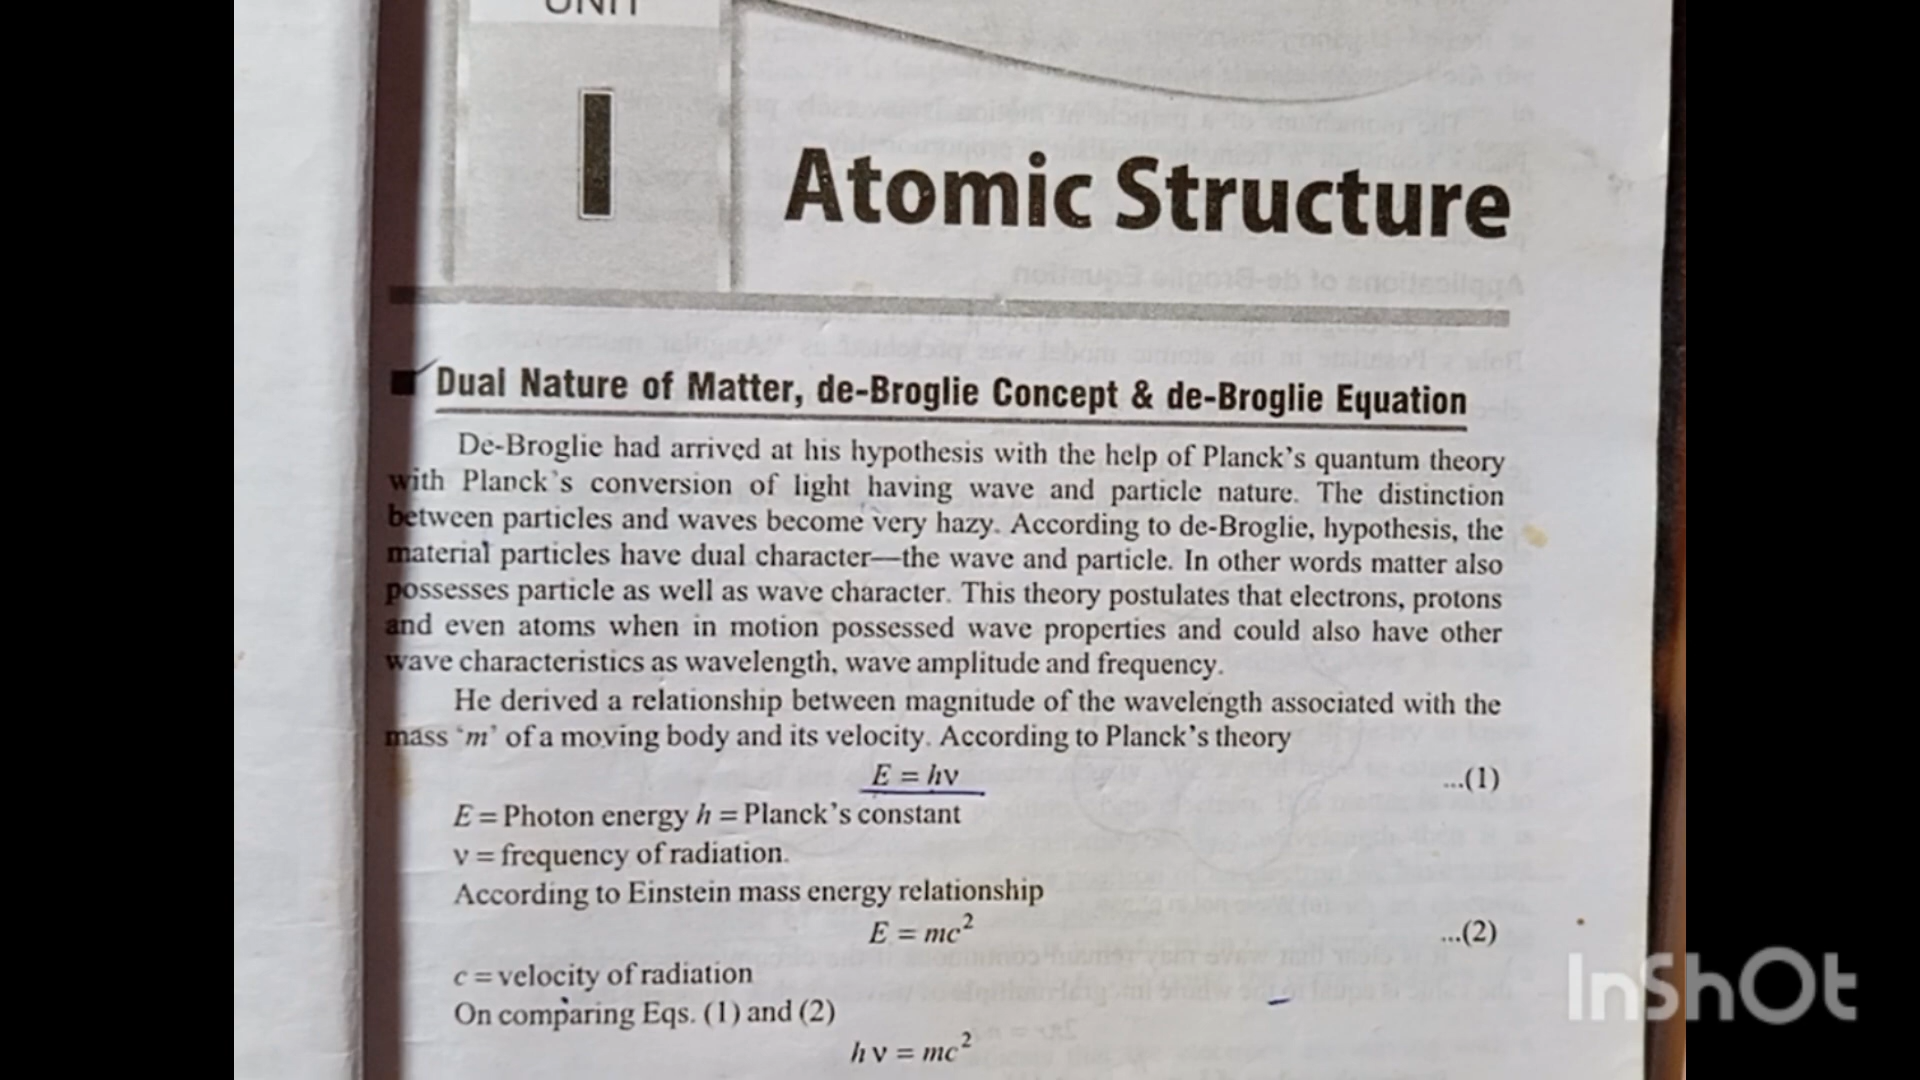 UNIT
I
Atomic Structure
Dual Nature of Matter, de-Broglie Concept & de-Broglie Equation
De-Broglie had arrived at his hypothesis with the help of Planck's quantum theory
with Planck's conversion of light having wave and particle nature. The distinction
between particles and waves become very hazy. According to de-Broglie, hypothesis, the
material particles have dual character—the wave and particle. In other words matter also
possesses particle as well as wave character. This theory postulates that electrons, protons
and even atoms when in motion possessed wave properties and could also have other
wave characteristics as wavelength, wave amplitude and frequency.
He derived a relationship between magnitude of the wavelength associated with the
mass 'm' of a moving body and its velocity. According to Planck's theory
E = hν ...(1)
E = Photon energy h = Planck's constant
ν = frequency of radiation.
According to Einstein mass energy relationship
E = mc² ...(2)
c = velocity of radiation
On comparing Eqs. (1) and (2)
hν = mc²
InShOt